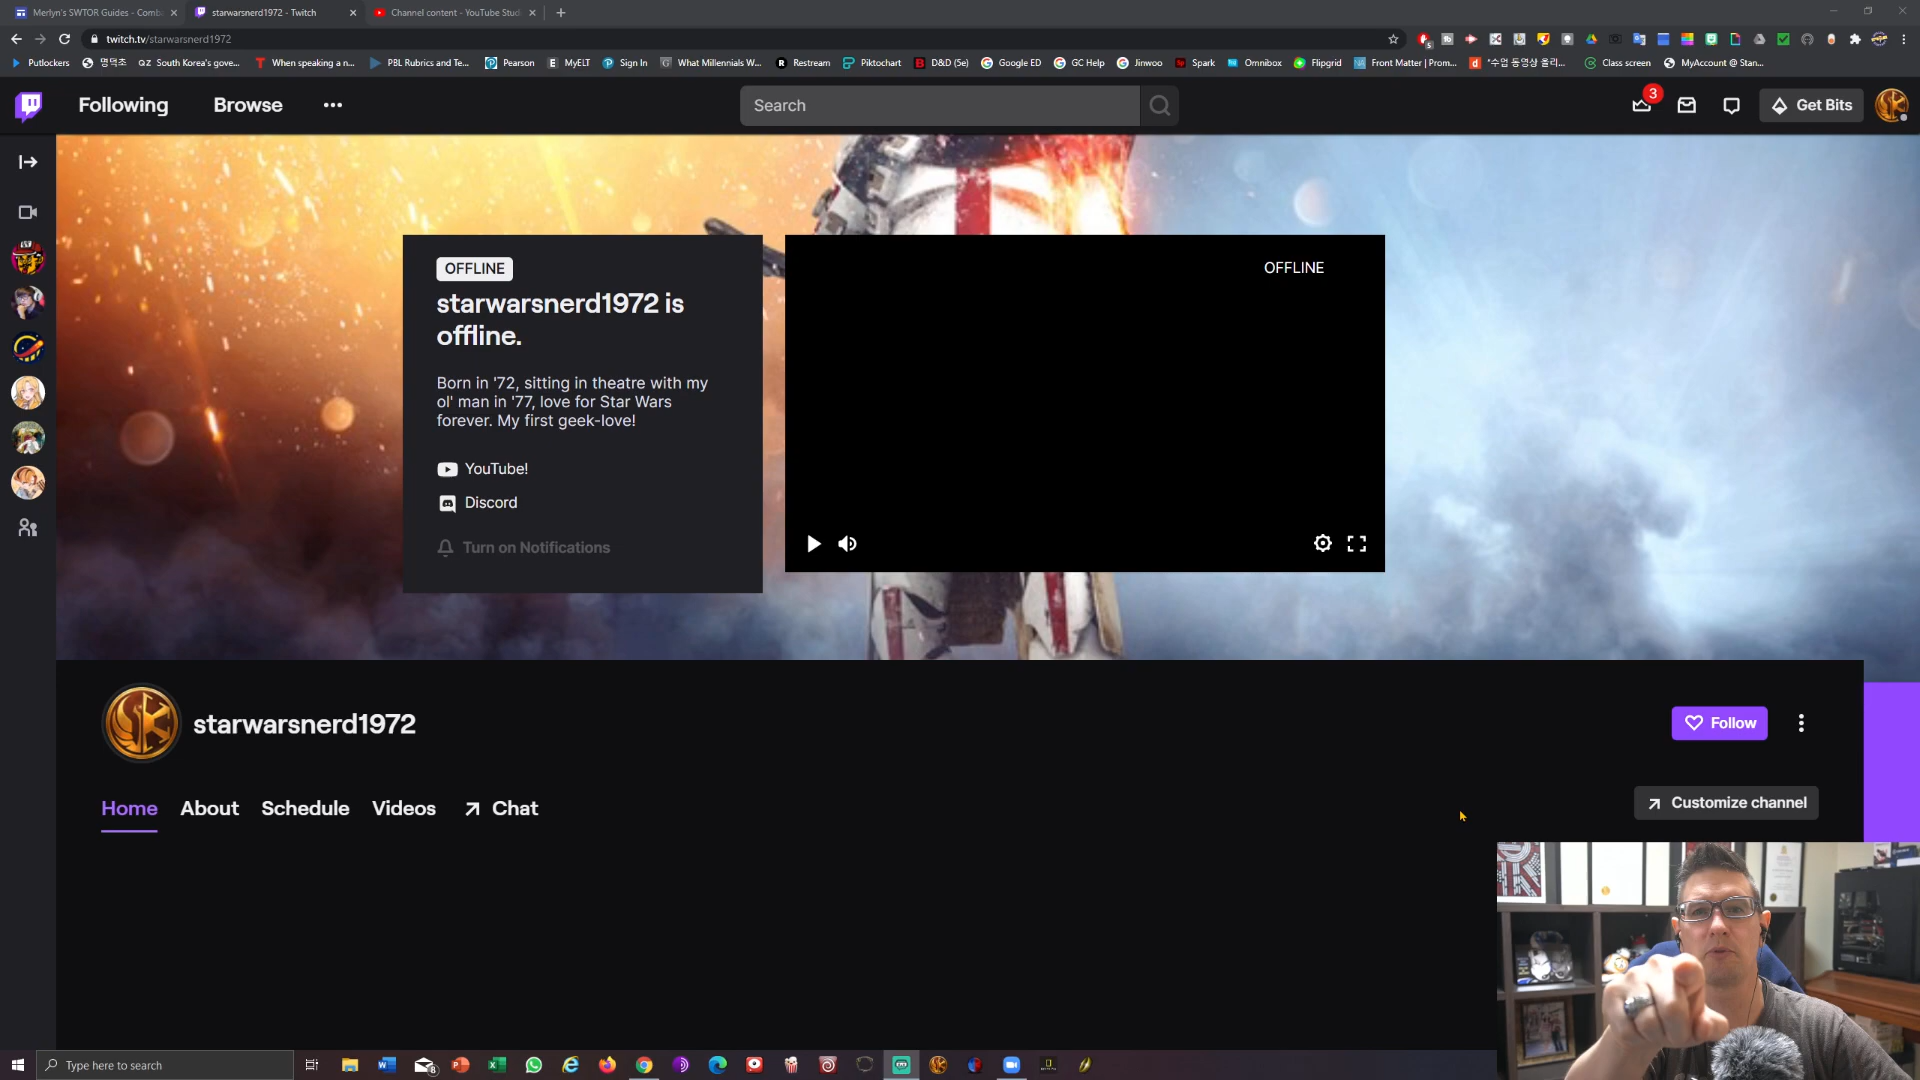 Merlyn's SWTOR Guides - Comb
starwarsnerd1972 - Twitch
Channel content - YouTube Stud
twitch.tv/starwarsnerd1972
Putlockers
명덕초
QZ South Korea's gove...
T When speaking a n...
PBL Rubrics and Te...
Pearson
E MyELT
Sign In
What Millennials W...
R Restream
Piktochart
D&D (5e)
Google ED
GC Help
Jinwoo
Spark
Omnibox
Flipgrid
NA Front Matter | Prom...
Class screen
MyAccount @ Stan...
Following
Browse
Search
3
Get Bits
OFFLINE
starwarsnerd1972 is
offline.
Born in '72, sitting in theatre with my
ol' man in '77, love for Star Wars
forever. My first geek-love!
YouTube!
Discord
Turn on Notifications
OFFLINE
starwarsnerd1972
Follow
Home
About
Schedule
Videos
Chat
Customize channel
Type here to search